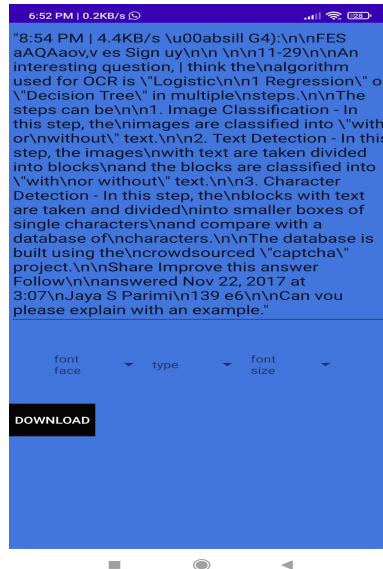 6:52 PM | 0.2KB/s
28
"8:54 PM | 4.4KB/s \u00absill G4):\n\nFES
aAQAaov,v es Sign uy\n\n \n\n11-29\n\nAn
interesting question, | think the\nalgorithm
used for OCR is \"Logistic\n\n1 Regression\" o
\"Decision Tree\" in multiple\nsteps.\n\nThe
steps can be\n\n1. Image Classification - In
this step, the\nimages are classified into \"with
or\nwithout\" text.\n\n2. Text Detection - In this
step, the images\nwith text are taken divided
into blocks\nand the blocks are classified into
\"with\nor without\" text.\n\n3. Character
Detection - In this step, the\nblocks with text
are taken and divided\ninto smaller boxes of
single characters\nand compare with a
database of\ncharacters.\n\nThe database is
built using the\ncrowdsourced \"captcha\"
project.\n\nShare Improve this answer
Follow\n\nanswered Nov 22, 2017 at
3:07\nJaya S Parimi\n139 e6\n\nCan vou
please explain with an example."
font face
type
font size
DOWNLOAD